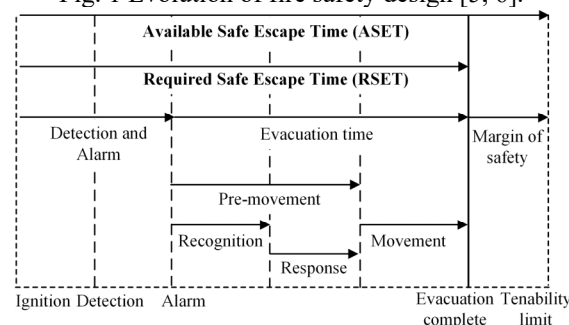 Fig. 1 Evolution of fire safety design [5, 6].
Available Safe Escape Time (ASET)
Required Safe Escape Time (RSET)
Detection and
Alarm
Evacuation time
Margin of
safety
Pre-movement
Recognition
Movement
Response
Ignition Detection Alarm
Evacuation
complete
Tenability
limit